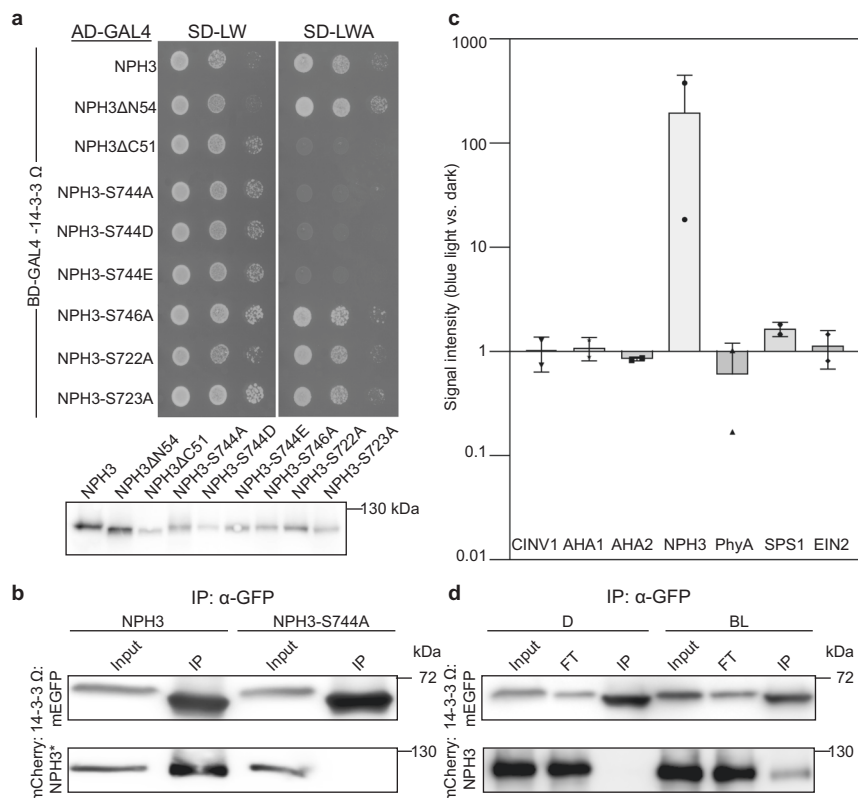 a
AD-GAL4 SD-LW SD-LWA
BD-GAL4 -14-3-3 Ω
NPH3
NPH3ΔN54
NPH3ΔC51
NPH3-S744A
NPH3-S744D
NPH3-S744E
NPH3-S746A
NPH3-S722A
NPH3-S723A
NPH3 NPH3ΔN54 NPH3ΔC51 NPH3-S744A NPH3-S744D NPH3-S744E NPH3-S746A NPH3-S722A NPH3-S723A
130 kDa
c
Signal intensity (blue light vs. dark)
1000
100
10
1
0.1
0.01
CINV1 AHA1 AHA2 NPH3 PhyA SPS1 EIN2
b
IP: α-GFP
NPH3 NPH3-S744A
Input IP Input IP kDa
14-3-3 Ω:
mEGFP
72
mCherry:
NPH3*
130
d
IP: α-GFP
D BL
Input FT IP Input FT IP kDa
14-3-3 Ω:
mEGFP
72
mCherry:
NPH3
130